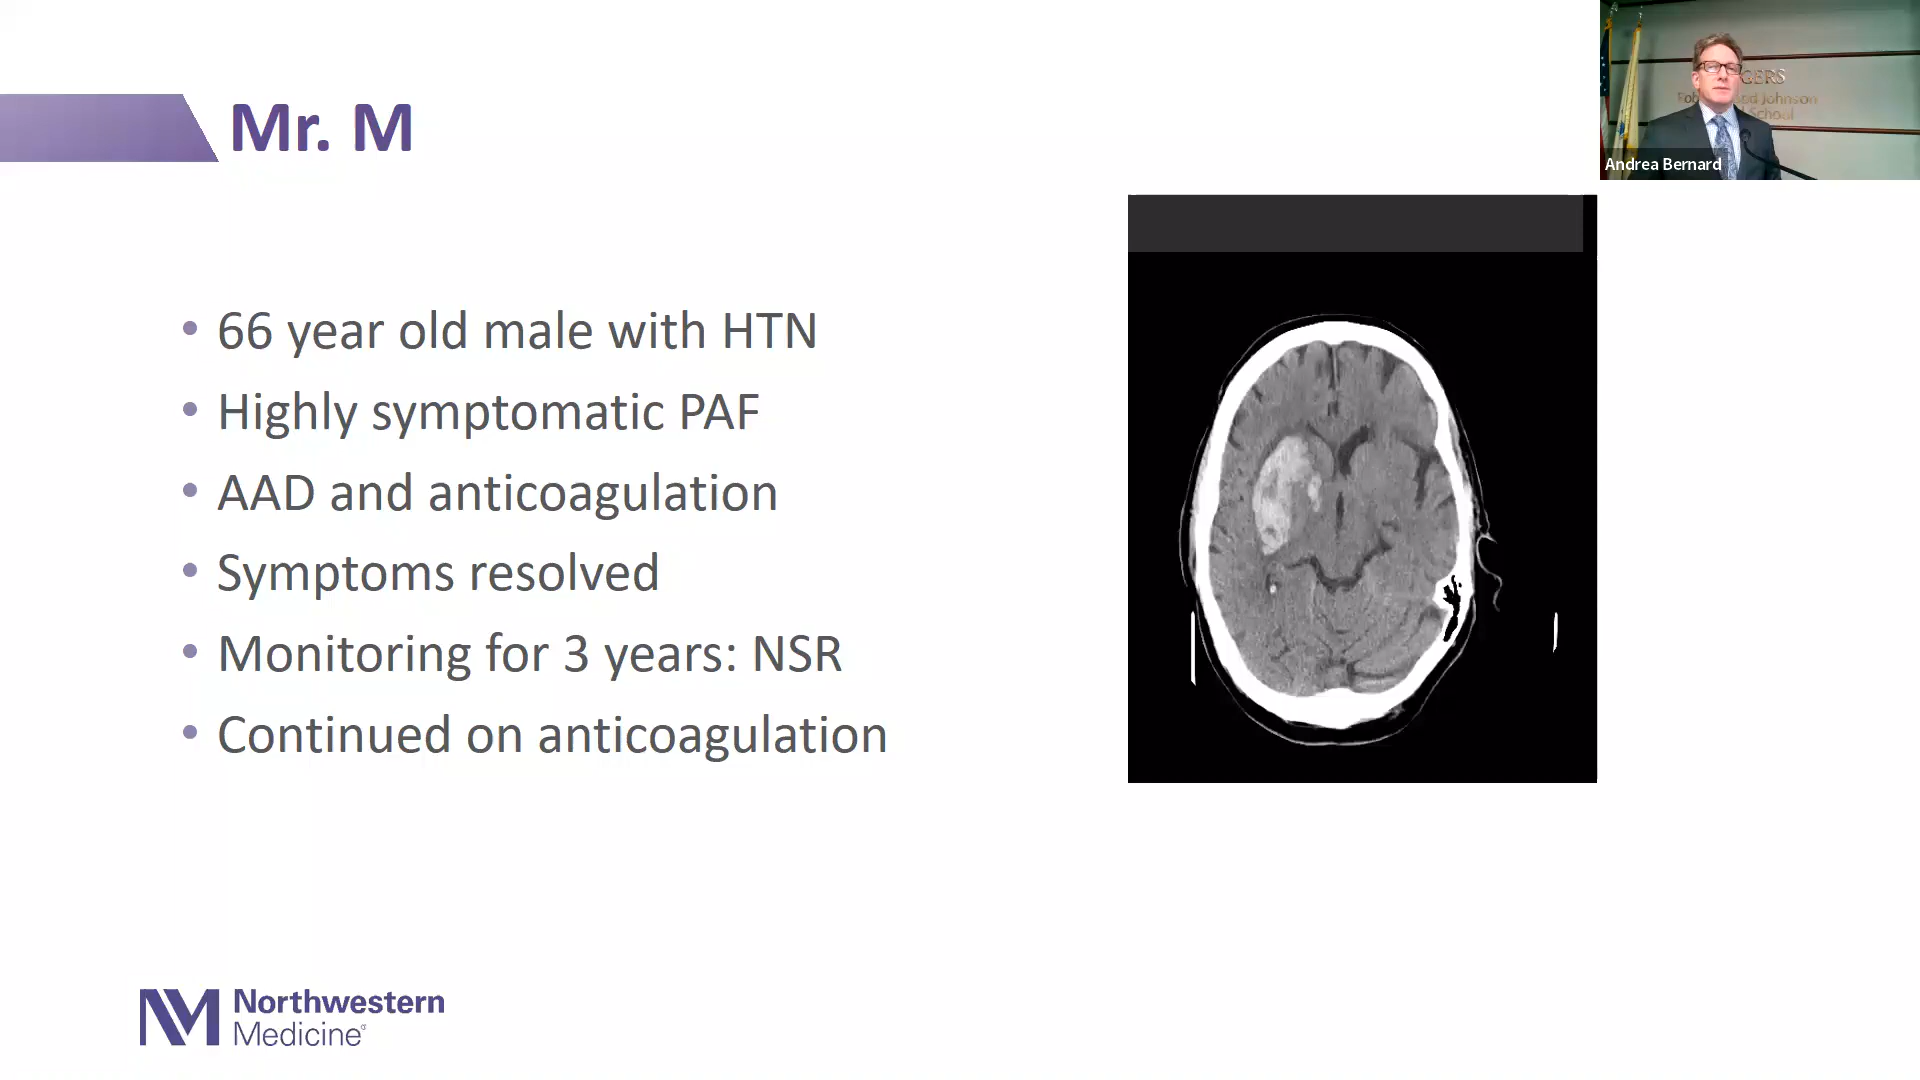 Mr. M
Andrea Bernard
• 66 year old male with HTN
• Highly symptomatic PAF
• AAD and anticoagulation
• Symptoms resolved
• Monitoring for 3 years: NSR
• Continued on anticoagulation
Northwestern
Medicine